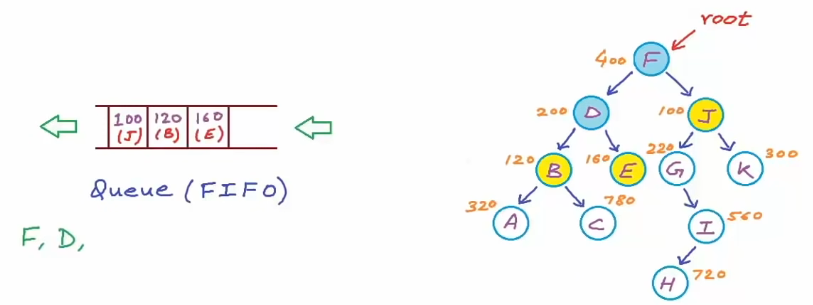 root
400 F
200 D 100 J
100 120 160
(J) (B) (E)
120 B 160 E 220 G K 300
Queue (FIFO)
320 A C 780 I 560
F, D,
H 720